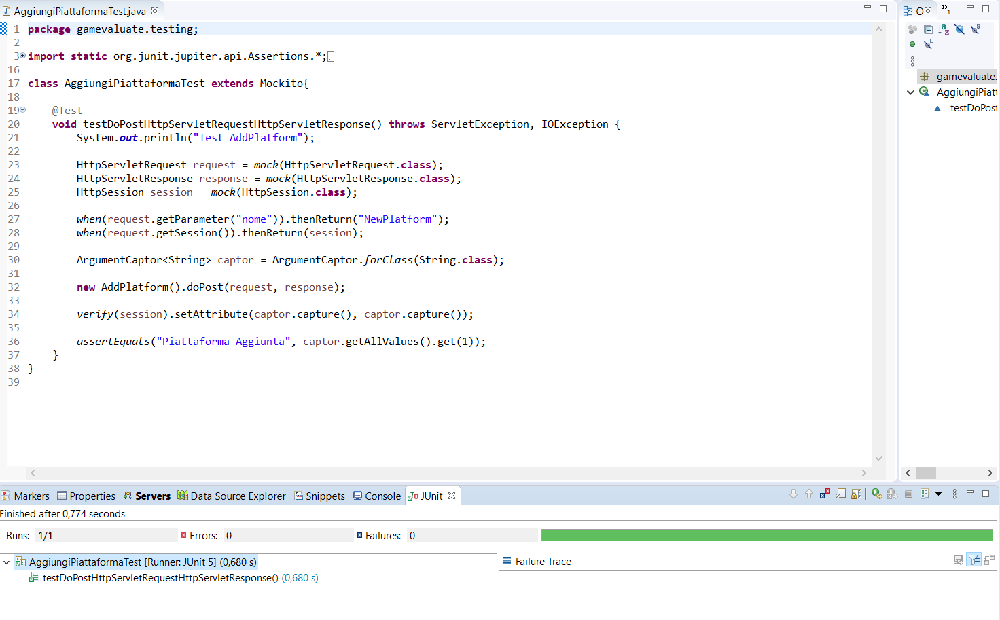 AggiungiPiattaformaTest.java
1 package gamevaluate.testing;
2
3 import static org.junit.jupiter.api.Assertions.*;
16
17 class AggiungiPiattaformaTest extends Mockito{
18
19 @Test
20 void testDoPostHttpServletRequestHttpServletResponse() throws ServletException, IOException {
21 System.out.println("Test AddPlatform");
22
23 HttpServletRequest request = mock(HttpServletRequest.class);
24 HttpServletResponse response = mock(HttpServletResponse.class);
25 HttpSession session = mock(HttpSession.class);
26
27 when(request.getParameter("nome")).thenReturn("NewPlatform");
28 when(request.getSession()).thenReturn(session);
29
30 ArgumentCaptor<String> captor = ArgumentCaptor.forClass(String.class);
31
32 new AddPlatform().doPost(request, response);
33
34 verify(session).setAttribute(captor.capture(), captor.capture());
35
36 assertEquals("Piattaforma Aggiunta", captor.getAllValues().get(1));
37 }
38 }
39
O
»1
gamevaluate.
AggiungiPiatt
testDoPost
Markers Properties Servers Data Source Explorer Snippets Console JUnit
Finished after 0,774 seconds
Runs: 1/1 Errors: 0 Failures: 0
AggiungiPiattaformaTest [Runner: JUnit 5] (0,680 s)
testDoPostHttpServletRequestHttpServletResponse() (0,680 s)
Failure Trace